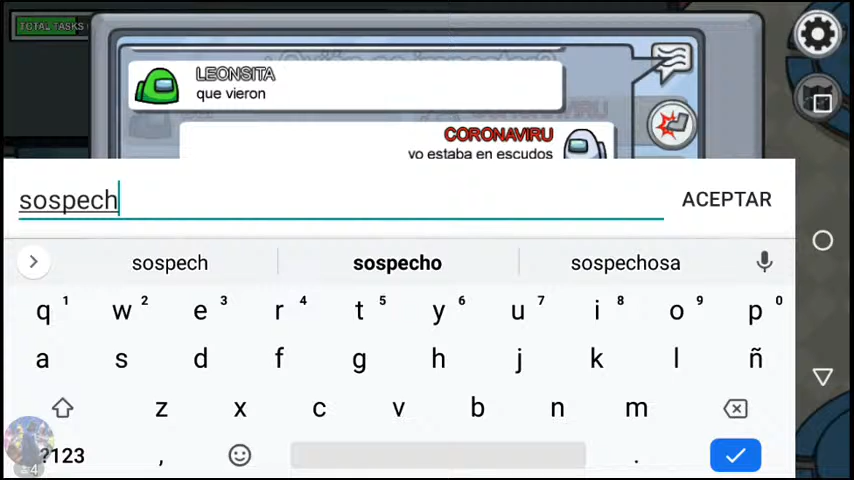 TOTAL TASKS
LEONSITA
que vieron
CORONAVIRU
yo estaba en escudos
sospech
ACEPTAR
sospech sospecho sospechosa
q 1 w 2 e 3 r 4 t 5 y 6 u 7 i 8 o 9 p 0
a s d f g h j k l ñ
z x c v b n m
?123 , .
4